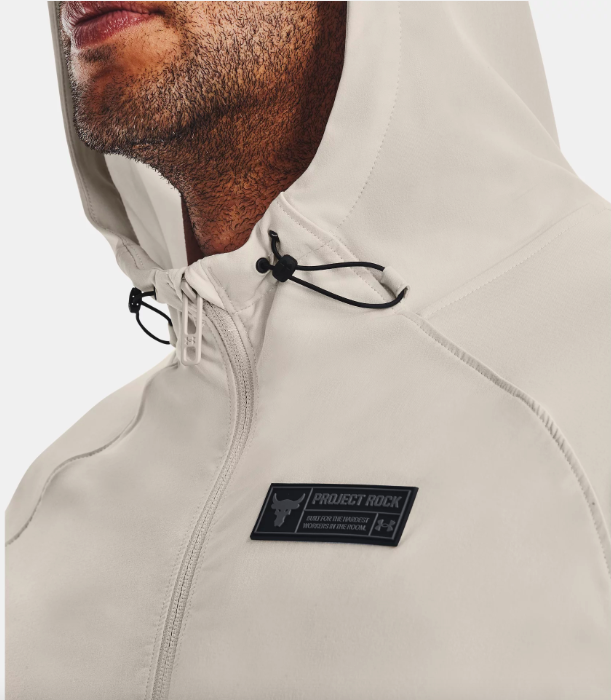 PROJECT ROCK
BUILT FOR THE HARDEST
WORKERS IN THE ROOM.